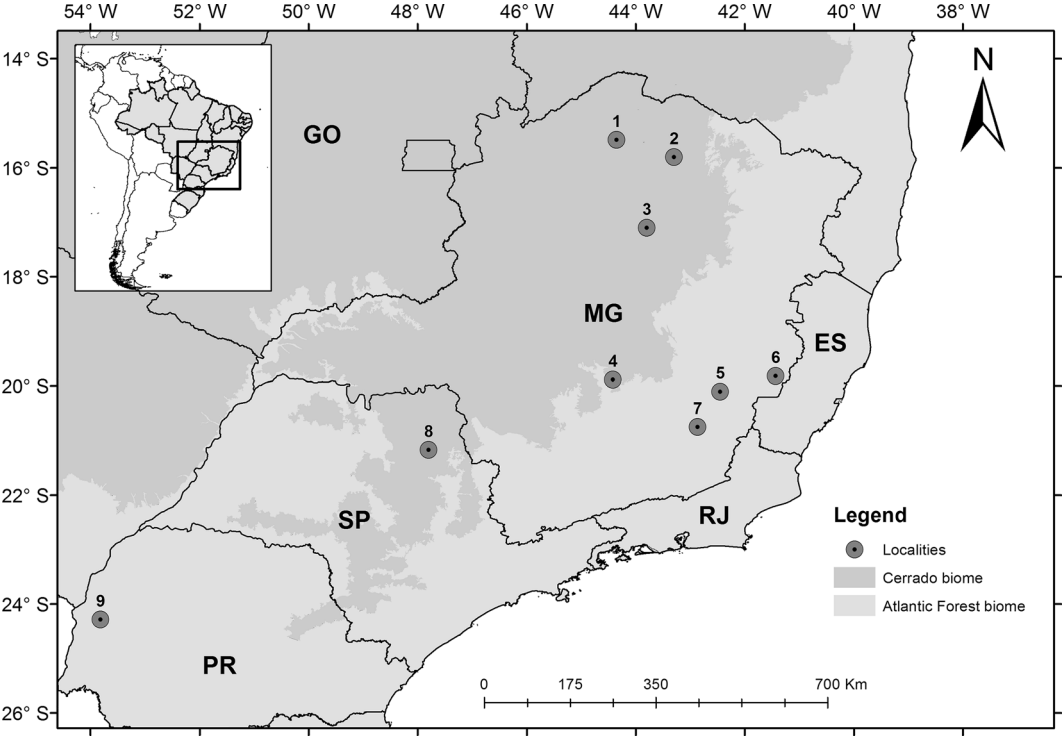 54° W 52° W 50° W 48° W 46° W 44° W 42° W 40° W 38° W
14° S
N
GO
1
2
16° S
3
18° S
MG
ES
6
4
5
20° S
7
8
22° S
SP
RJ
Legend
Localities
Cerrado biome
Atlantic Forest biome
24° S
9
PR
0 175 350 700 Km
26° S